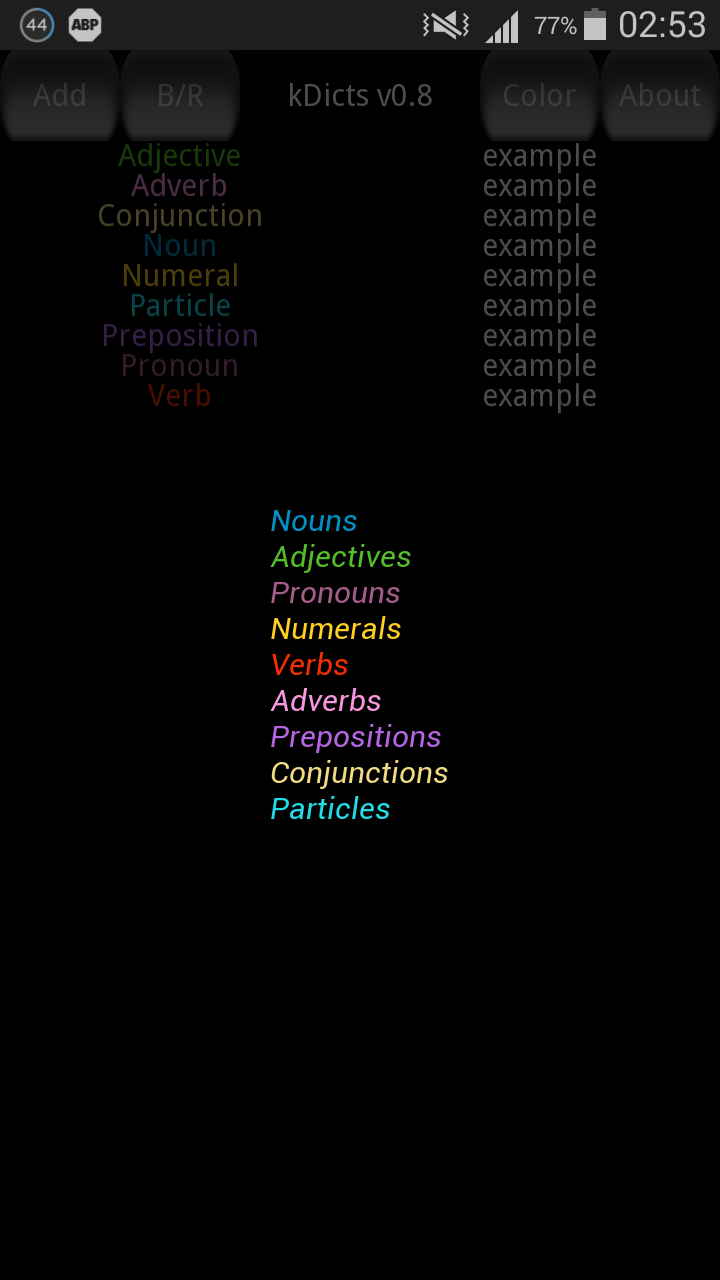 44 ABP 77% 02:53
Add B/R kDicts v0.8 Color About
Adjective example
Adverb example
Conjunction example
Noun example
Numeral example
Particle example
Preposition example
Pronoun example
Verb example
Nouns
Adjectives
Pronouns
Numerals
Verbs
Adverbs
Prepositions
Conjunctions
Particles